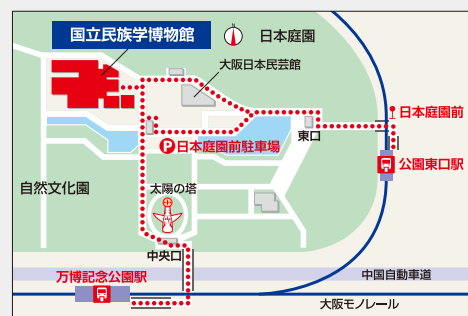 国立民族学博物館
N
日本庭園
大阪日本民芸館
日本庭園前
東口
P日本庭園前駐車場
公園東口駅
自然文化園
太陽の塔
中央口
万博記念公園駅
中国自動車道
大阪モノレール